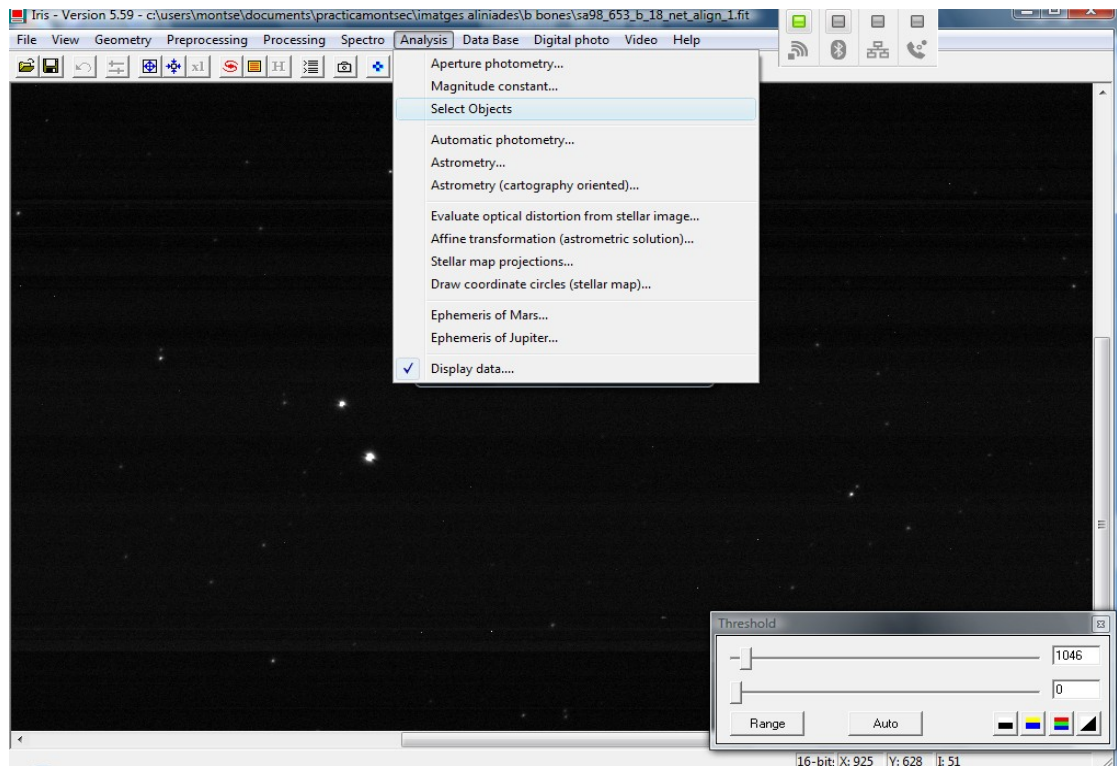 Iris - Version 5.59 - c:\users\montse\documents\practicamontsec\imatges aliniades\b bones\sa98_653_b_18_net_align_1.fit
File View Geometry Preprocessing Processing Spectro Analysis Data Base Digital photo Video Help
x1 H
Aperture photometry...
Magnitude constant...
Select Objects
Automatic photometry...
Astrometry...
Astrometry (cartography oriented)...
Evaluate optical distortion from stellar image...
Affine transformation (astrometric solution)...
Stellar map projections...
Draw coordinate circles (stellar map)...
Ephemeris of Mars...
Ephemeris of Jupiter...
Display data....
Threshold
1046
0
Range Auto
16-bit: X: 925 Y: 628 I: 51